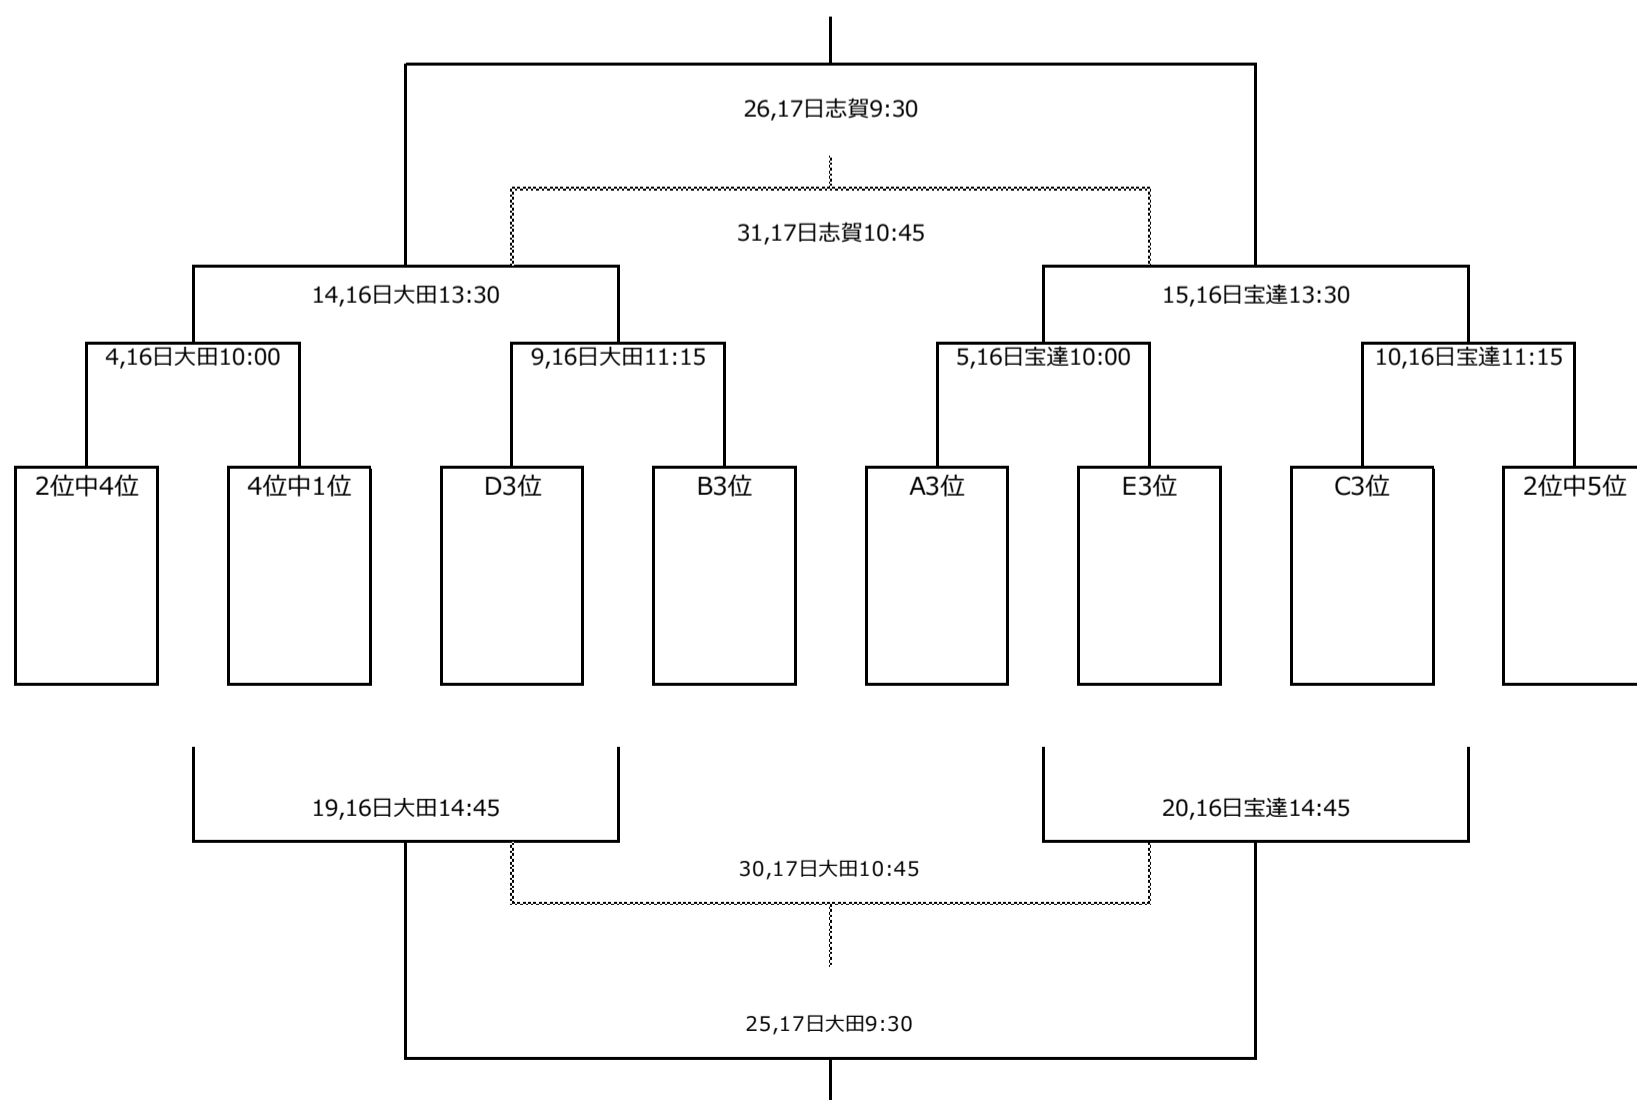 26,17日志賀9:30
31,17日志賀10:45
14,16日大田13:30
15,16日宝達13:30
4,16日大田10:00
9,16日大田11:15
5,16日宝達10:00
10,16日宝達11:15
2位中4位
4位中1位
D3位
B3位
A3位
E3位
C3位
2位中5位
19,16日大田14:45
20,16日宝達14:45
30,17日大田10:45
25,17日大田9:30